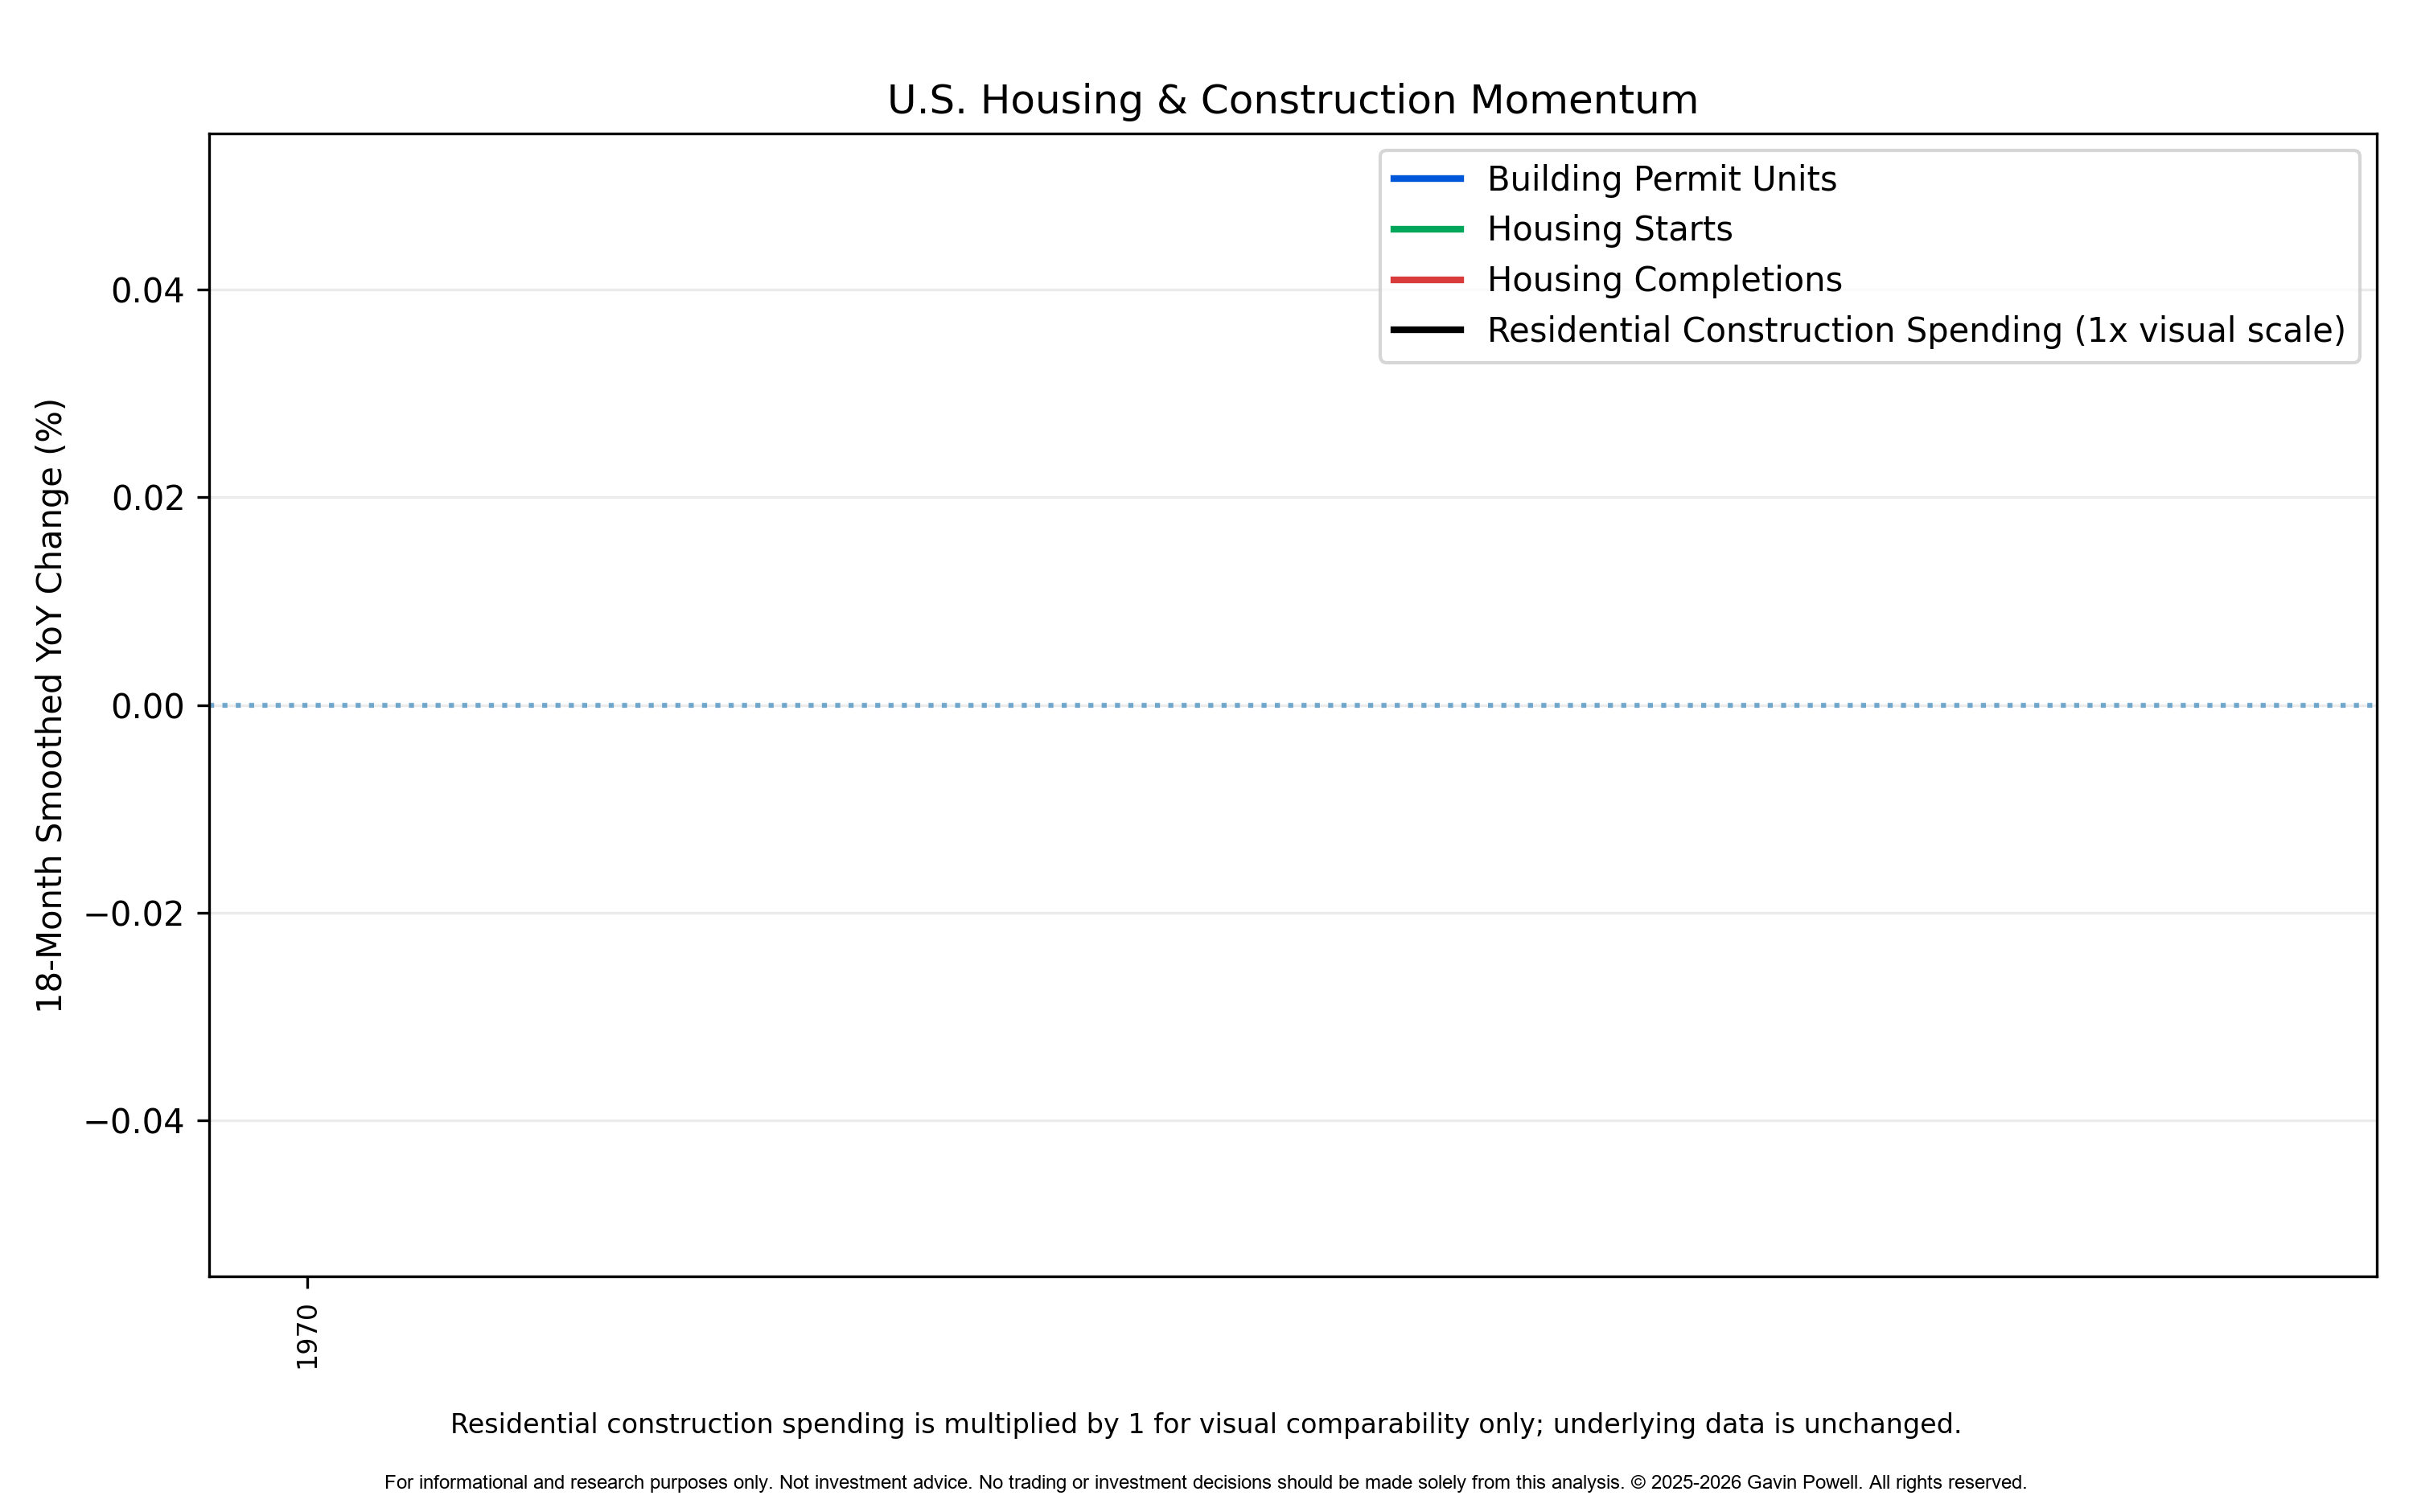 U.S. Housing & Construction Momentum
Building Permit Units
Housing Starts
Housing Completions
Residential Construction Spending (1x visual scale)
18-Month Smoothed YoY Change (%)
0.04
0.02
0.00
−0.02
−0.04
1970
Residential construction spending is multiplied by 1 for visual comparability only; underlying data is unchanged.
For informational and research purposes only. Not investment advice. No trading or investment decisions should be made solely from this analysis. © 2025-2026 Gavin Powell. All rights reserved.